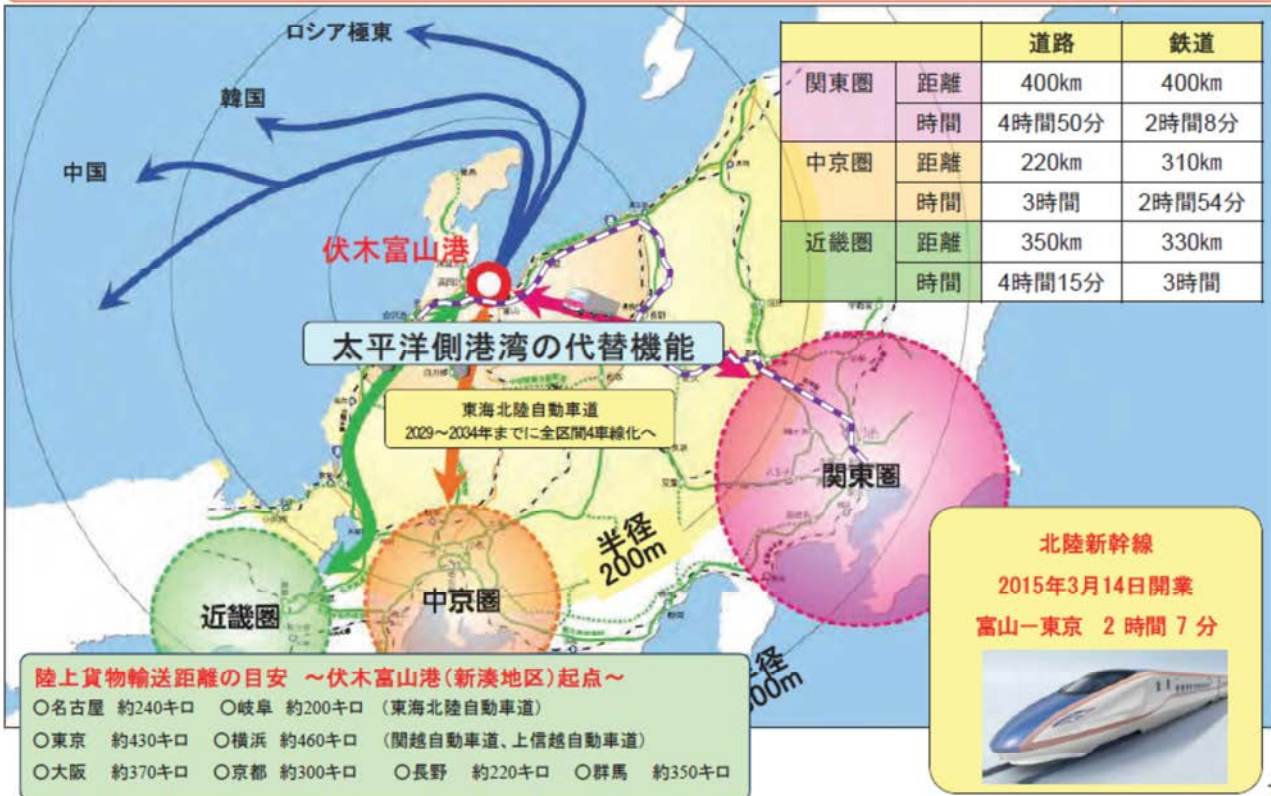 ロシア極東
韓国
中国
伏木富山港
道路 鉄道
関東圏 距離 400km 400km
時間 4時間50分 2時間8分
中京圏 距離 220km 310km
時間 3時間 2時間54分
近畿圏 距離 350km 330km
時間 4時間15分 3時間
太平洋側港湾の代替機能
東海北陸自動車道
2029～2034年までに全区間4車線化へ
関東圏
中京圏
近畿圏
半径
200m
北陸新幹線
2015年3月14日開業
富山－東京 2時間7分
陸上貨物輸送距離の目安 ～伏木富山港(新湊地区)起点～
○名古屋 約240キロ ○岐阜 約200キロ (東海北陸自動車道)
○東京 約430キロ ○横浜 約460キロ (関越自動車道、上信越自動車道)
○大阪 約370キロ ○京都 約300キロ ○長野 約220キロ ○群馬 約350キロ